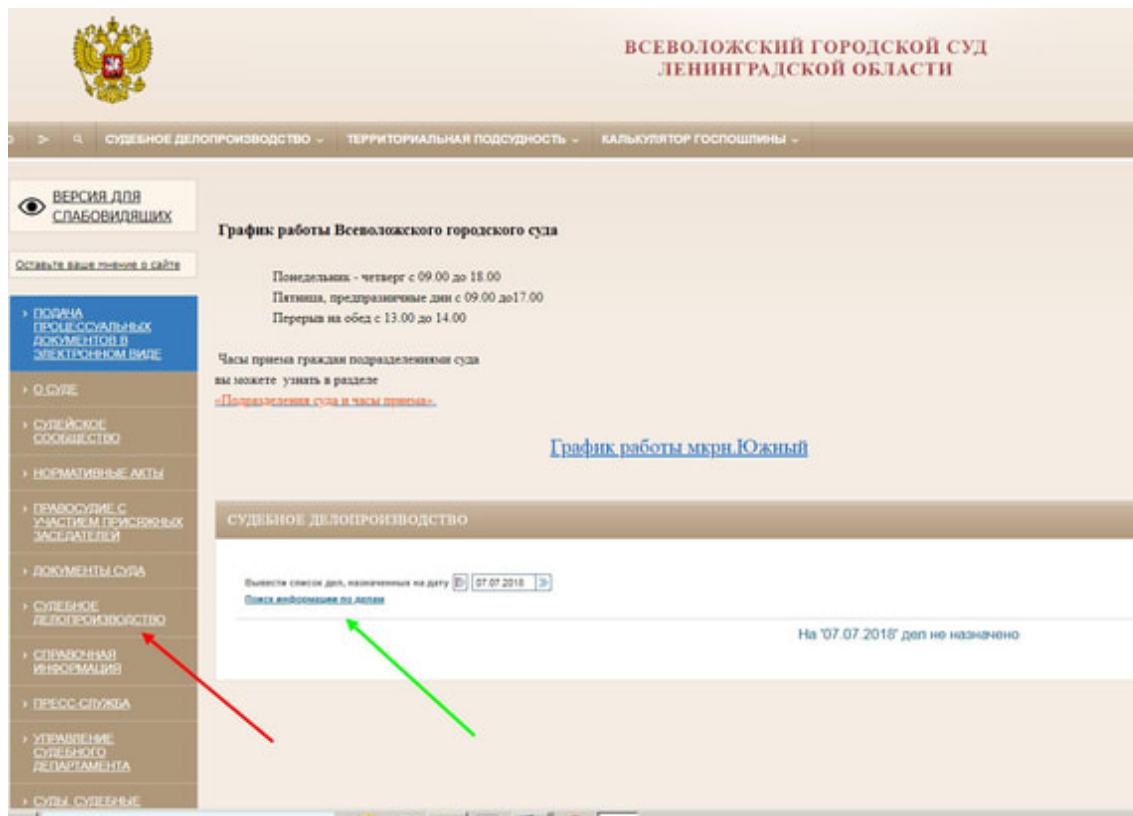 ВСЕВОЛОЖСКИЙ ГОРОДСКОЙ СУД
ЛЕНИНГРАДСКОЙ ОБЛАСТИ
СУДЕБНОЕ ДЕЛОПРОИЗВОДСТВО
ТЕРРИТОРИАЛЬНАЯ ПОДСУДНОСТЬ
КАЛЬКУЛЯТОР ГОСПОШЛИНЫ
ВЕРСИЯ ДЛЯ
СЛАБОВИДЯЩИХ
Оставьте ваше мнение о сайте
ПОДАЧА
ПРОЦЕССУАЛЬНЫХ
ДОКУМЕНТОВ В
ЭЛЕКТРОННОМ ВИДЕ
О СУДЕ
СУДЕЙСКОЕ
СООБЩЕСТВО
НОРМАТИВНЫЕ АКТЫ
ПРАВОСУДИЕ С
УЧАСТИЕМ ПРИСЯЖНЫХ
ЗАСЕДАТЕЛЕЙ
ДОКУМЕНТЫ СУДА
СУДЕБНОЕ
ДЕЛОПРОИЗВОДСТВО
СПРАВОЧНАЯ
ИНФОРМАЦИЯ
ПРЕСС-СЛУЖБА
УПРАВЛЕНИЕ
СУДЕБНОГО
ДЕПАРТАМЕНТА
СУДЫ, СУДЕБНЫЕ
График работы Всеволожского городского суда
Понедельник - четверг с 09.00 до 18.00
Пятница, предпразничные дни с 09.00 до17.00
Перерыв на обед с 13.00 до 14.00
Часы приема граждан подразделениями суда
вы можете узнать в разделе
«Подразделения суда и часы приема».
График работы мкрн.Южный
СУДЕБНОЕ ДЕЛОПРОИЗВОДСТВО
Вывести список дел, назначенных на дату 07.07.2018
Поиск информации по делам
На '07.07.2018' дел не назначено